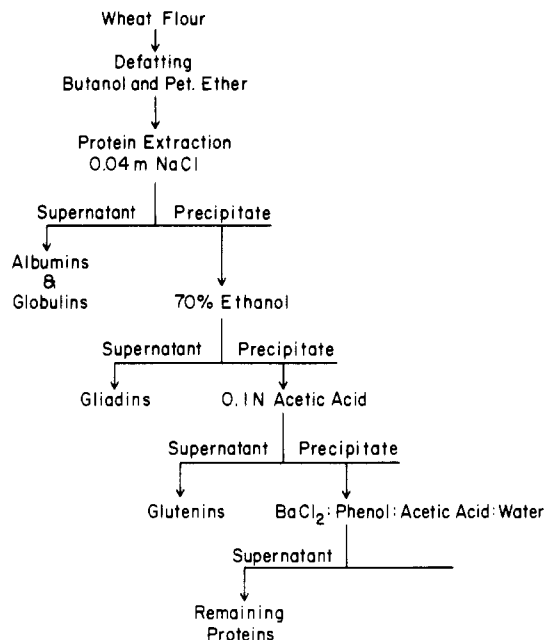 Wheat Flour
Defatting
Butanol and Pet. Ether
Protein Extraction
0.04 m NaCl
Supernatant Precipitate
Albumins
&
Globulins
70% Ethanol
Supernatant Precipitate
Gliadins
0.1N Acetic Acid
Supernatant Precipitate
Glutenins
BaCl₂:Phenol:Acetic Acid:Water
Supernatant
Remaining
Proteins